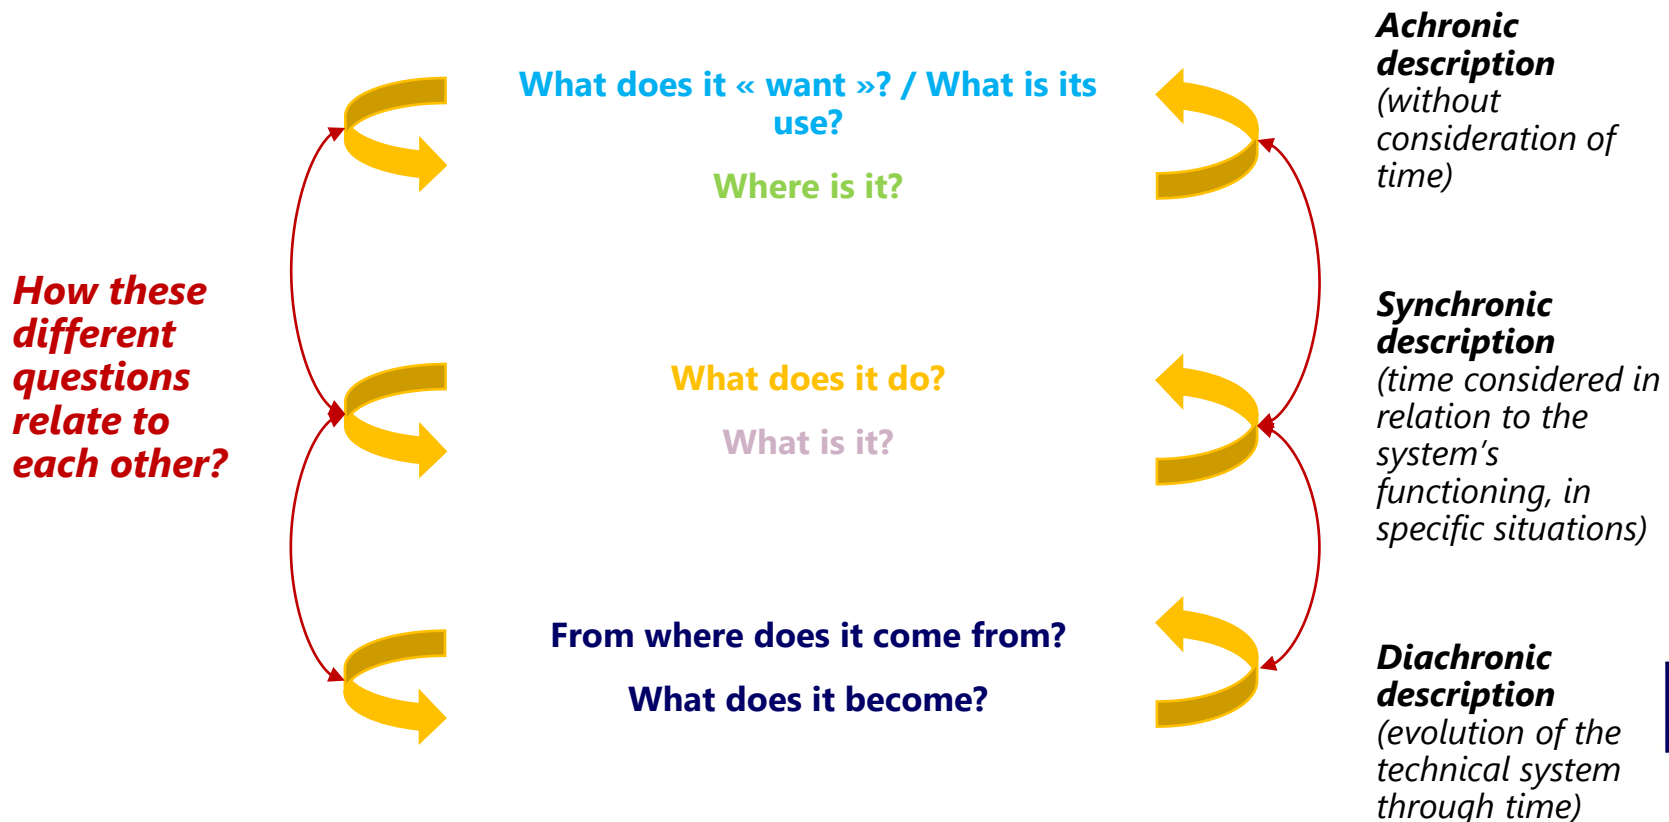 What does it « want »? / What is its
use?
Where is it?
Achronic
description
(without
consideration of
time)
How these
different
questions
relate to
each other?
What does it do?
What is it?
Synchronic
description
(time considered in
relation to the
system’s
functioning, in
specific situations)
From where does it come from?
What does it become?
Diachronic
description
(evolution of the
technical system
through time)